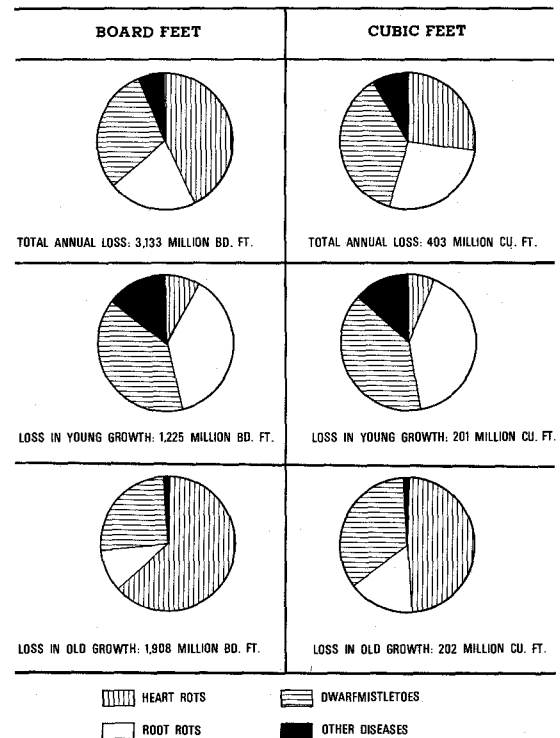 BOARD FEET
CUBIC FEET
TOTAL ANNUAL LOSS: 3,133 MILLION BD. FT.
TOTAL ANNUAL LOSS: 403 MILLION CU. FT.
LOSS IN YOUNG GROWTH: 1,225 MILLION BD. FT.
LOSS IN YOUNG GROWTH: 201 MILLION CU. FT.
LOSS IN OLD GROWTH: 1,908 MILLION BD. FT.
LOSS IN OLD GROWTH: 202 MILLION CU. FT.
HEART ROTS
DWARFMISTLETOES
ROOT ROTS
OTHER DISEASES